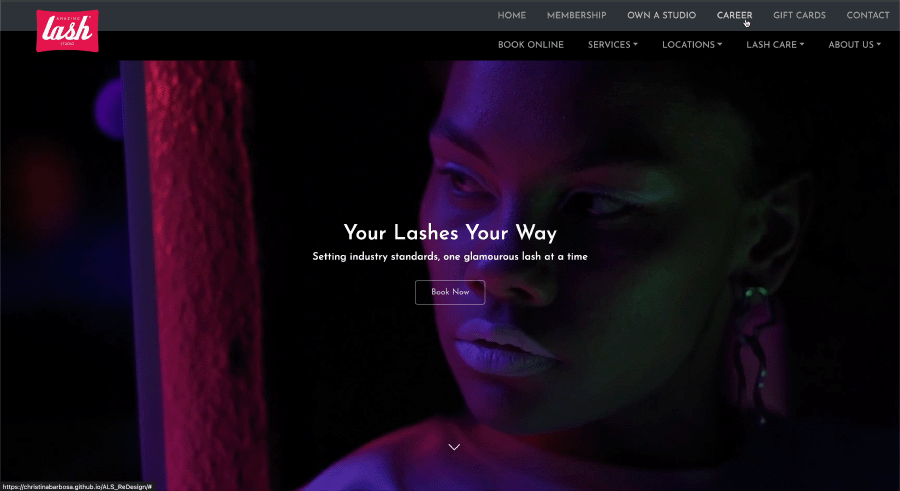 AMAZING
lash
STUDIO
HOME MEMBERSHIP OWN A STUDIO CAREER GIFT CARDS CONTACT
BOOK ONLINE SERVICES LOCATIONS LASH CARE ABOUT US
Your Lashes Your Way
Setting industry standards, one glamourous lash at a time
Book Now
https://christinabarbosa.github.io/ALS_ReDesign/#